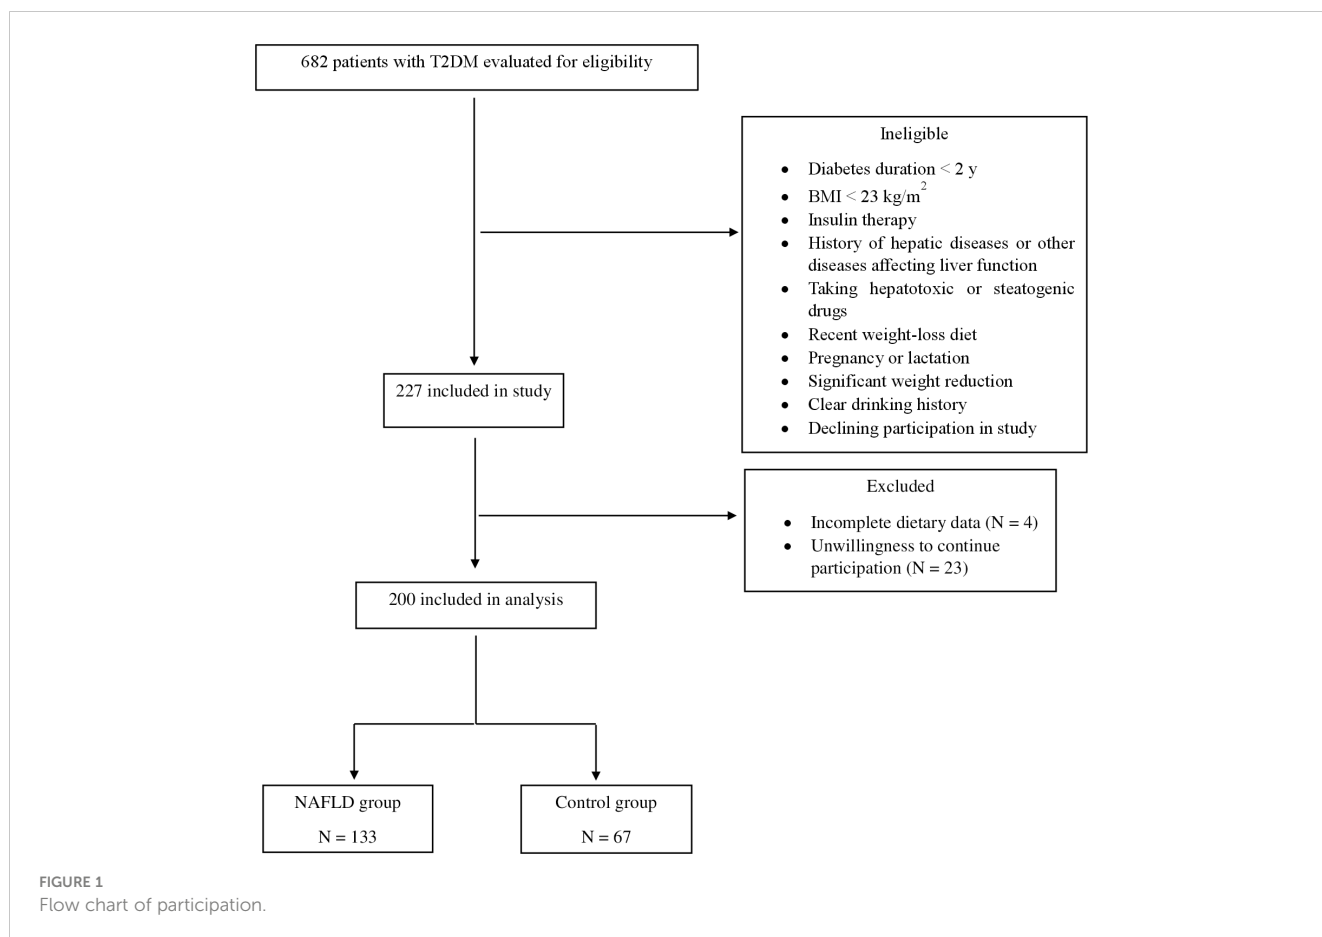 682 patients with T2DM evaluated for eligibility
Ineligible
• Diabetes duration < 2 y
• BMI < 23 kg/m²
• Insulin therapy
• History of hepatic diseases or other
diseases affecting liver function
• Taking hepatotoxic or steatogenic
drugs
• Recent weight-loss diet
• Pregnancy or lactation
• Significant weight reduction
• Clear drinking history
• Declining participation in study
227 included in study
Excluded
• Incomplete dietary data (N = 4)
• Unwillingness to continue
participation (N = 23)
200 included in analysis
NAFLD group
N = 133
Control group
N = 67
FIGURE 1
Flow chart of participation.